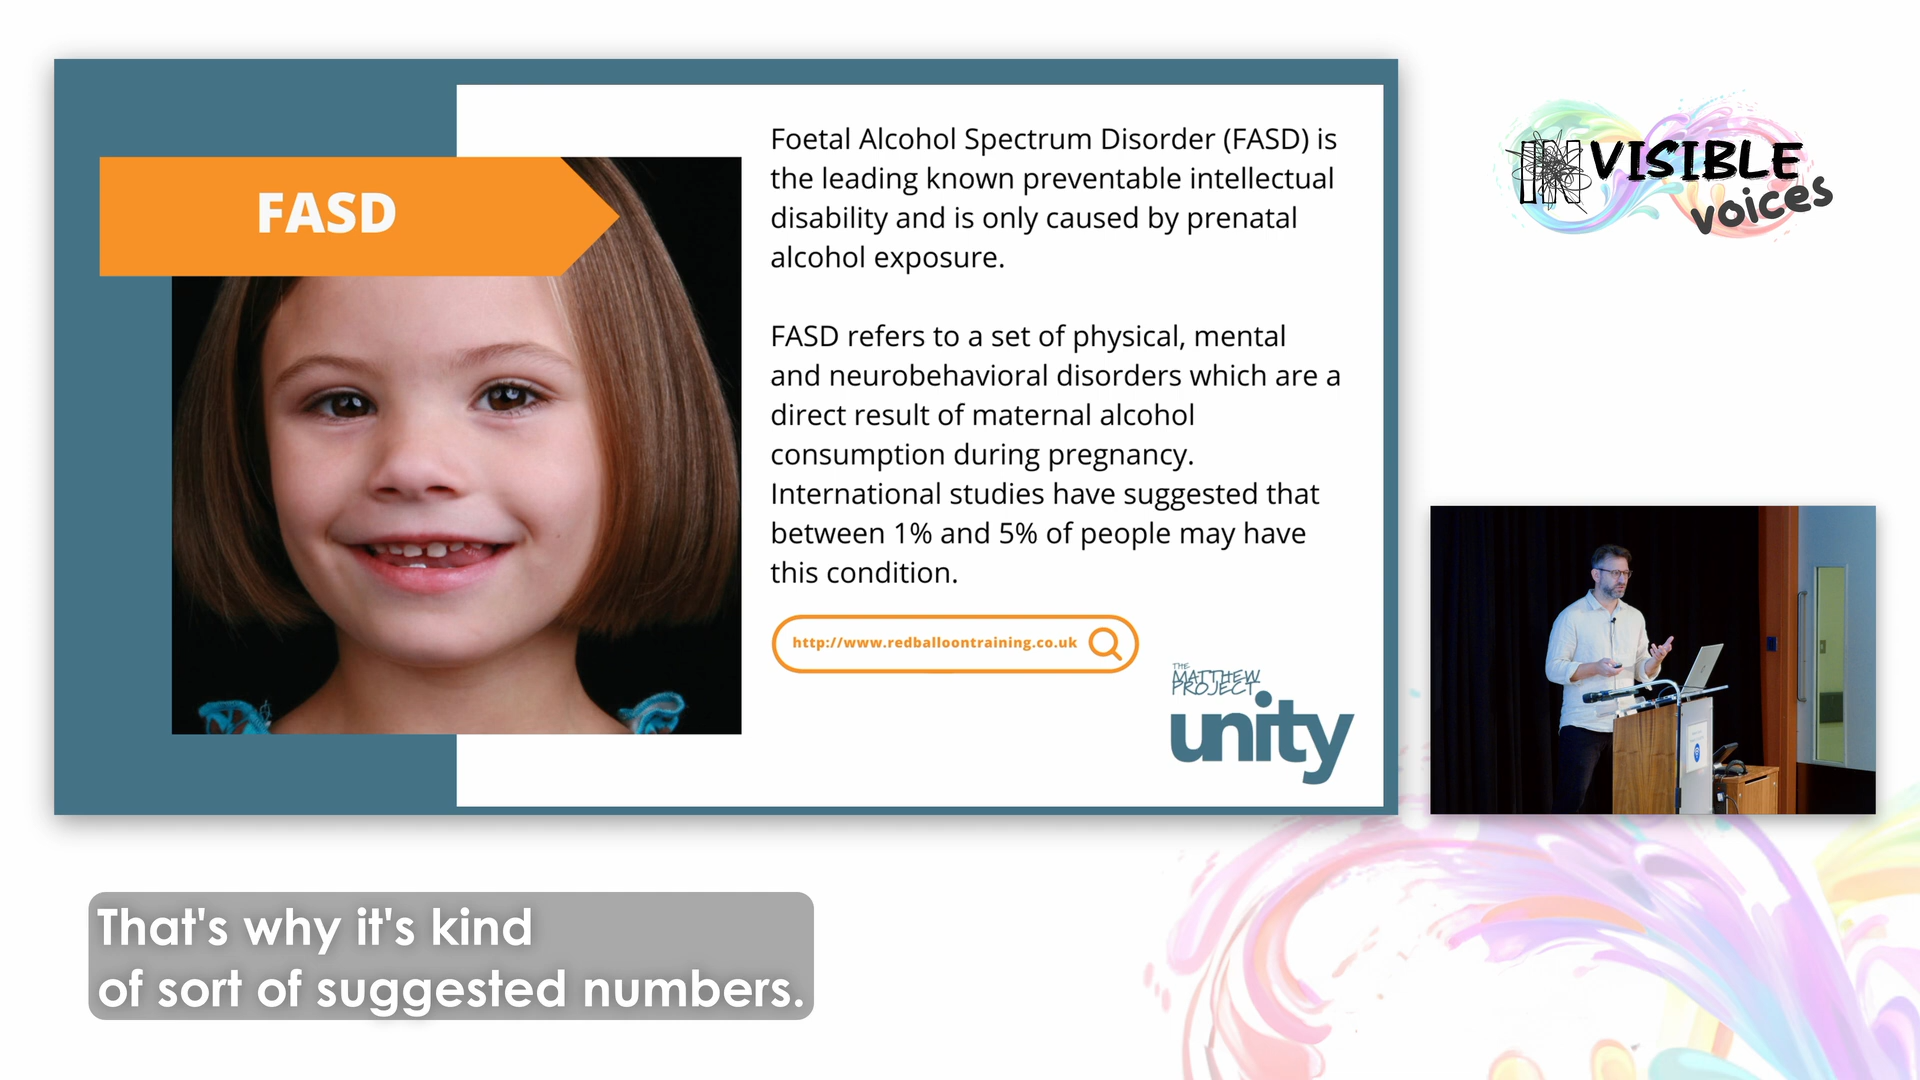 FASD
Foetal Alcohol Spectrum Disorder (FASD) is
the leading known preventable intellectual
disability and is only caused by prenatal
alcohol exposure.
FASD refers to a set of physical, mental
and neurobehavioral disorders which are a
direct result of maternal alcohol
consumption during pregnancy.
International studies have suggested that
between 1% and 5% of people may have
this condition.
http://www.redballoontraining.co.uk
THE
MATTHEW
PROJECT
unity
INVISIBLE
voices
That's why it's kind
of sort of suggested numbers.